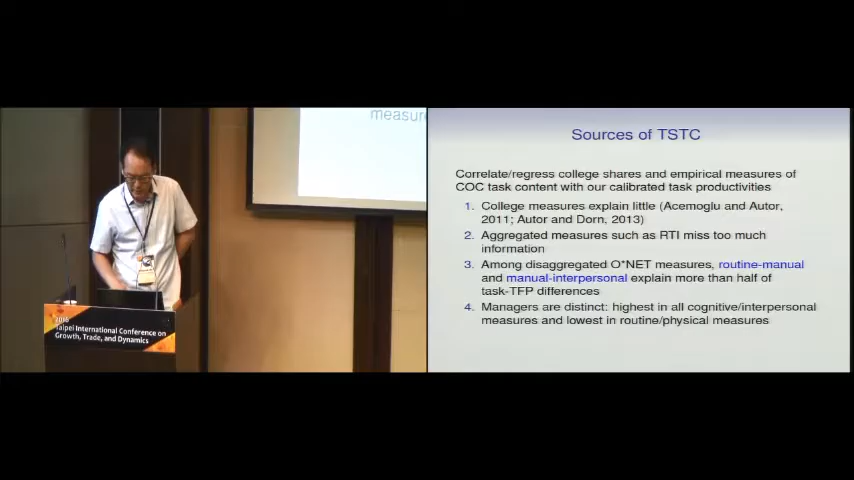 measur
2016
Taipei International Conference on
Growth, Trade, and Dynamics
Sources of TSTC
Correlate/regress college shares and empirical measures of
COC task content with our calibrated task productivities
1. College measures explain little (Acemoglu and Autor,
2011; Autor and Dorn, 2013)
2. Aggregated measures such as RTI miss too much
information
3. Among disaggregated O*NET measures, routine-manual
and manual-interpersonal explain more than half of
task-TFP differences
4. Managers are distinct: highest in all cognitive/interpersonal
measures and lowest in routine/physical measures